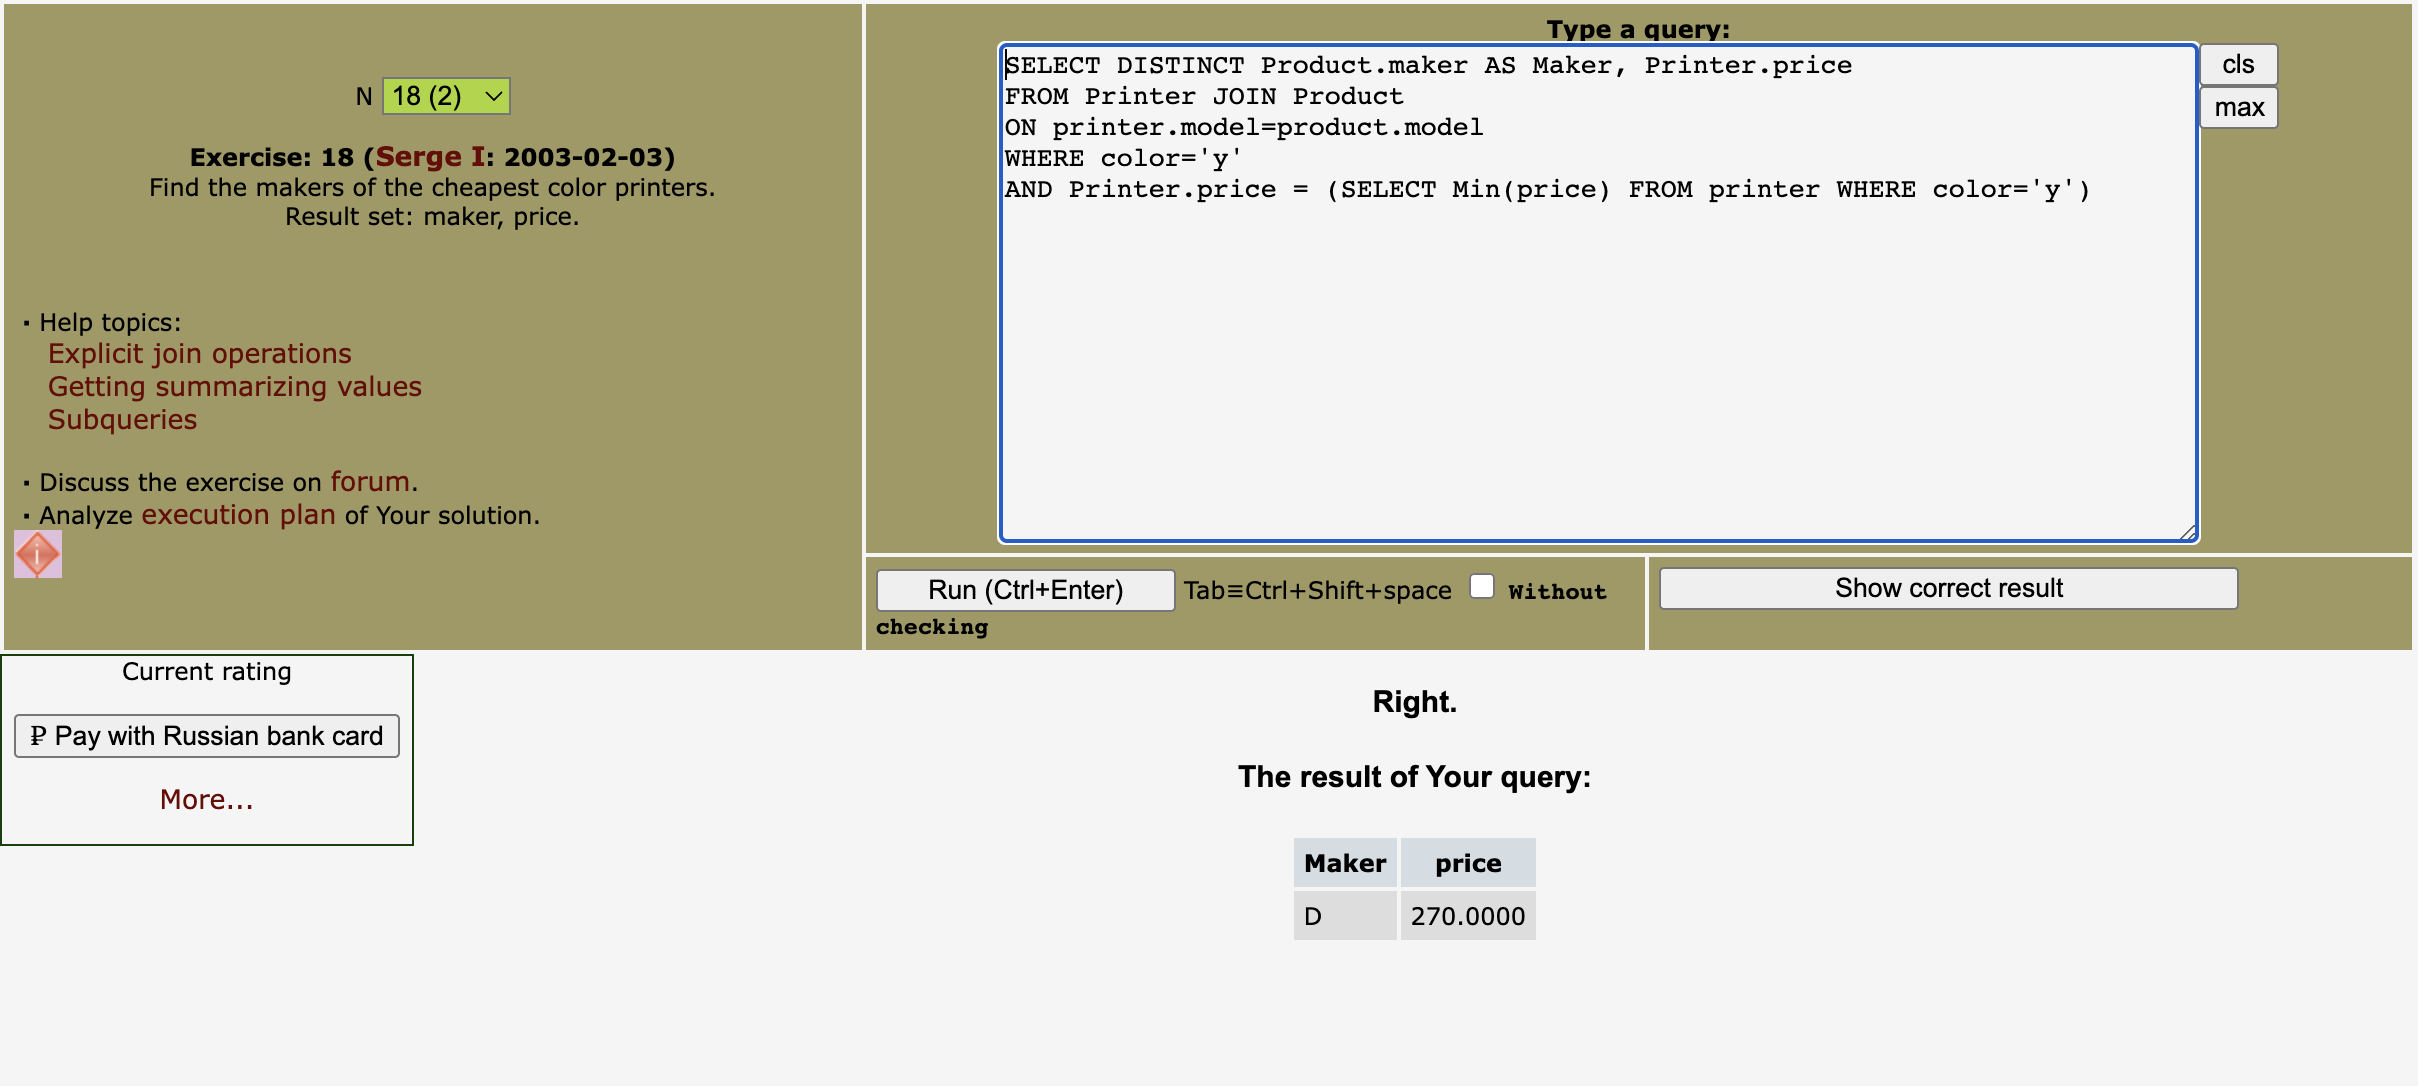 N 18 (2)
Exercise: 18 (Serge I: 2003-02-03)
Find the makers of the cheapest color printers.
Result set: maker, price.
· Help topics:
Explicit join operations
Getting summarizing values
Subqueries
· Discuss the exercise on forum.
· Analyze execution plan of Your solution.
i
Type a query:
SELECT DISTINCT Product.maker AS Maker, Printer.price
FROM Printer JOIN Product
ON printer.model=product.model
WHERE color='y'
AND Printer.price = (SELECT Min(price) FROM printer WHERE color='y')
cls
max
Run (Ctrl+Enter) Tab≡Ctrl+Shift+space Without
checking
Show correct result
Current rating
₽ Pay with Russian bank card
More...
Right.
The result of Your query:
Maker price
D 270.0000